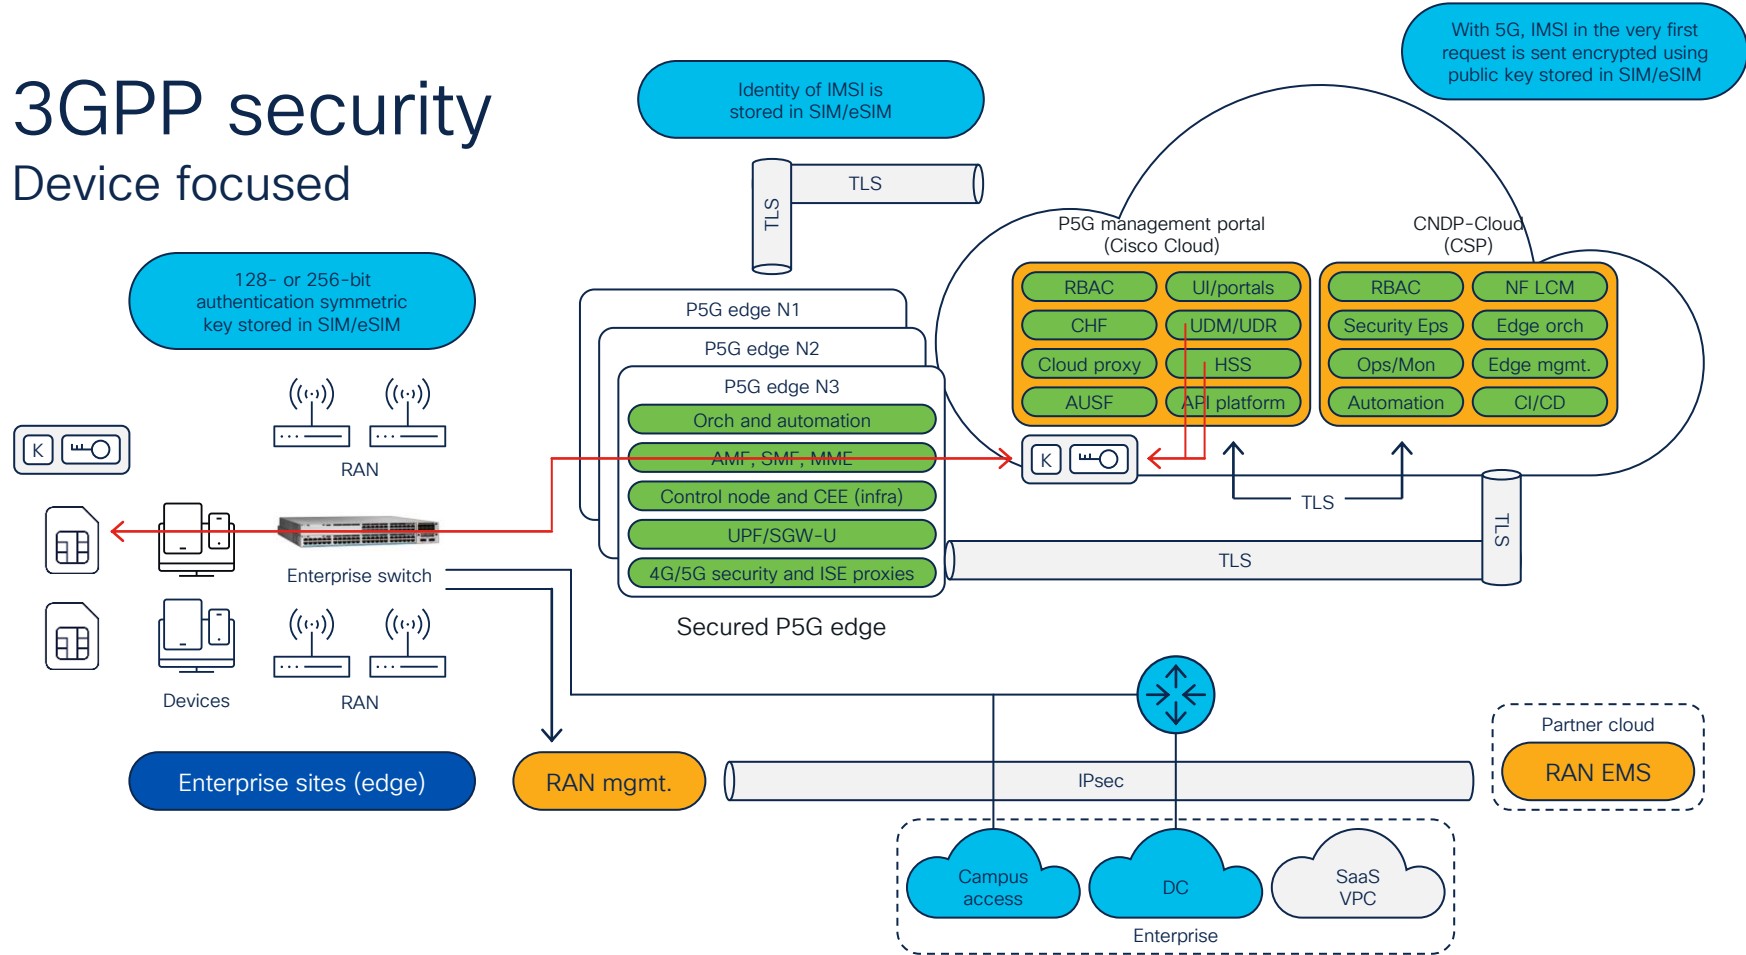 3GPP security
Device focused
With 5G, IMSI in the very first
request is sent encrypted using
public key stored in SIM/eSIM
Identity of IMSI is
stored in SIM/eSIM
128- or 256-bit
authentication symmetric
key stored in SIM/eSIM
TLS
TLS
P5G management portal
(Cisco Cloud)
RBAC
UI/portals
CHF
UDM/UDR
Cloud proxy
HSS
AUSF
API platform
CNDP-Cloud
(CSP)
RBAC
NF LCM
Security Eps
Edge orch
Ops/Mon
Edge mgmt.
Automation
CI/CD
P5G edge N1
P5G edge N2
P5G edge N3
Orch and automation
AMF, SMF, MME
Control node and CEE (infra)
UPF/SGW-U
4G/5G security and ISE proxies
Secured P5G edge
K
K
TLS
TLS
TLS
RAN
Enterprise switch
Devices
RAN
Enterprise sites (edge)
RAN mgmt.
IPsec
Partner cloud
RAN EMS
Campus
access
DC
SaaS
VPC
Enterprise